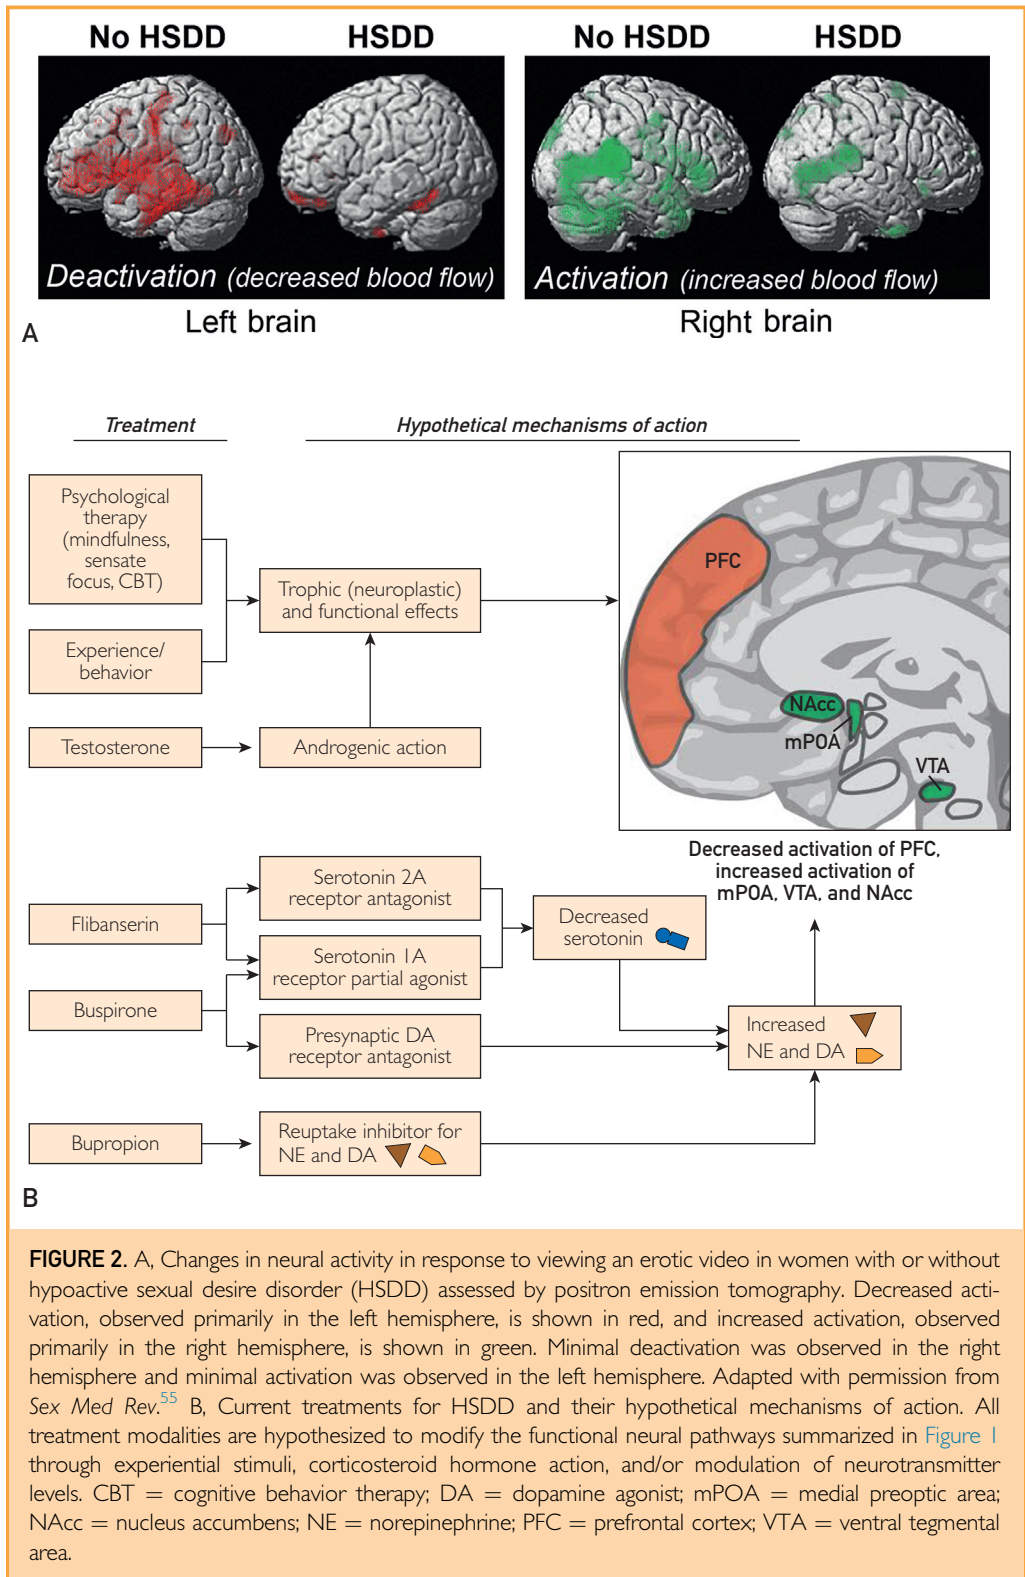 No HSDD
HSDD
No HSDD
HSDD
Deactivation (decreased blood flow)
Activation (increased blood flow)
Left brain
Right brain
A
Treatment
Hypothetical mechanisms of action
Psychological
therapy
(mindfulness,
sensate
focus, CBT)
Experience/
behavior
Testosterone
Trophic (neuroplastic)
and functional effects
Androgenic action
PFC
NAcc
mPOA
VTA
Decreased activation of PFC,
increased activation of
mPOA, VTA, and NAcc
Flibanserin
Buspirone
Bupropion
Serotonin 2A
receptor antagonist
Serotonin 1A
receptor partial agonist
Presynaptic DA
receptor antagonist
Reuptake inhibitor for
NE and DA
Decreased
serotonin
Increased
NE and DA
B
FIGURE 2. A, Changes in neural activity in response to viewing an erotic video in women with or without
hypoactive sexual desire disorder (HSDD) assessed by positron emission tomography. Decreased acti-
vation, observed primarily in the left hemisphere, is shown in red, and increased activation, observed
primarily in the right hemisphere, is shown in green. Minimal deactivation was observed in the right
hemisphere and minimal activation was observed in the left hemisphere. Adapted with permission from
Sex Med Rev.55 B, Current treatments for HSDD and their hypothetical mechanisms of action. All
treatment modalities are hypothesized to modify the functional neural pathways summarized in Figure 1
through experiential stimuli, corticosteroid hormone action, and/or modulation of neurotransmitter
levels. CBT = cognitive behavior therapy; DA = dopamine agonist; mPOA = medial preoptic area;
NAcc = nucleus accumbens; NE = norepinephrine; PFC = prefrontal cortex; VTA = ventral tegmental
area.